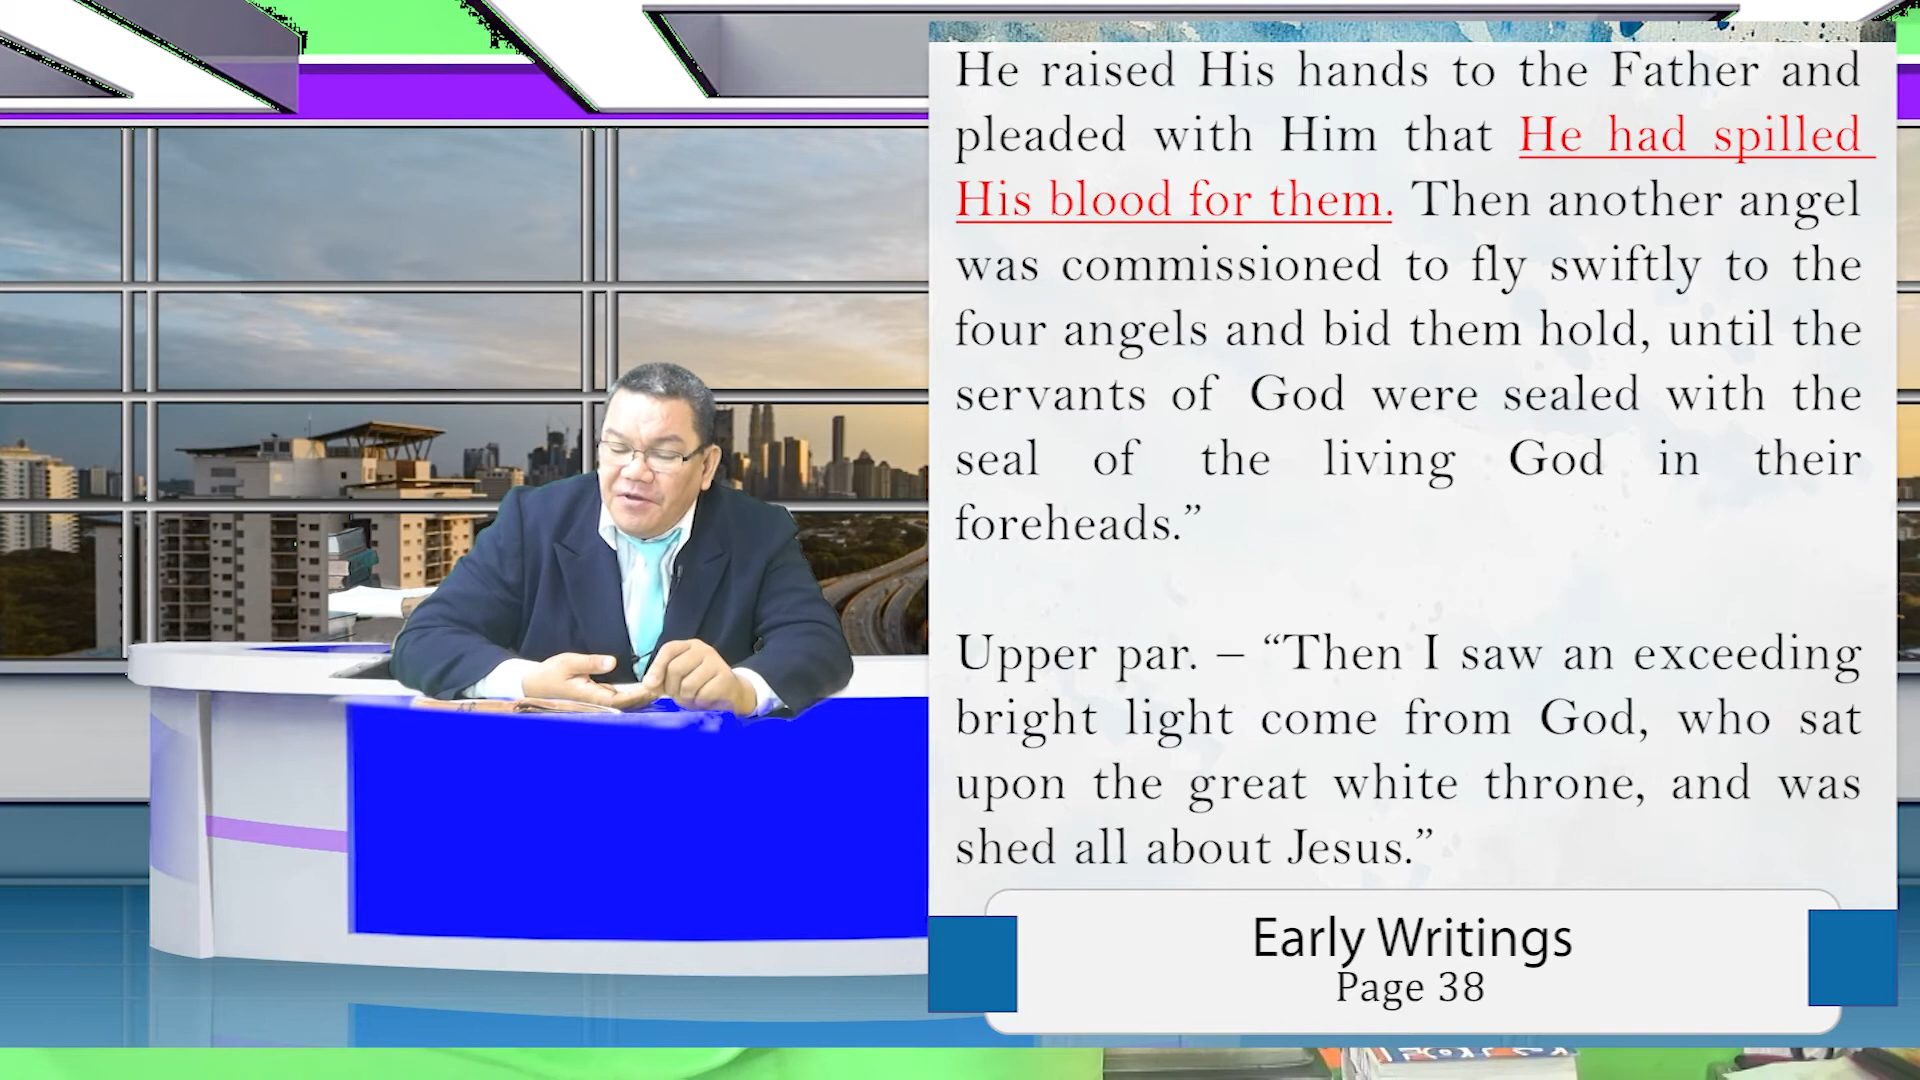 He raised His hands to the Father and
pleaded with Him that He had spilled
His blood for them. Then another angel
was commissioned to fly swiftly to the
four angels and bid them hold, until the
servants of God were sealed with the
seal of the living God in their
foreheads.”
Upper par. – “Then I saw an exceeding
bright light come from God, who sat
upon the great white throne, and was
shed all about Jesus.”
Early Writings
Page 38